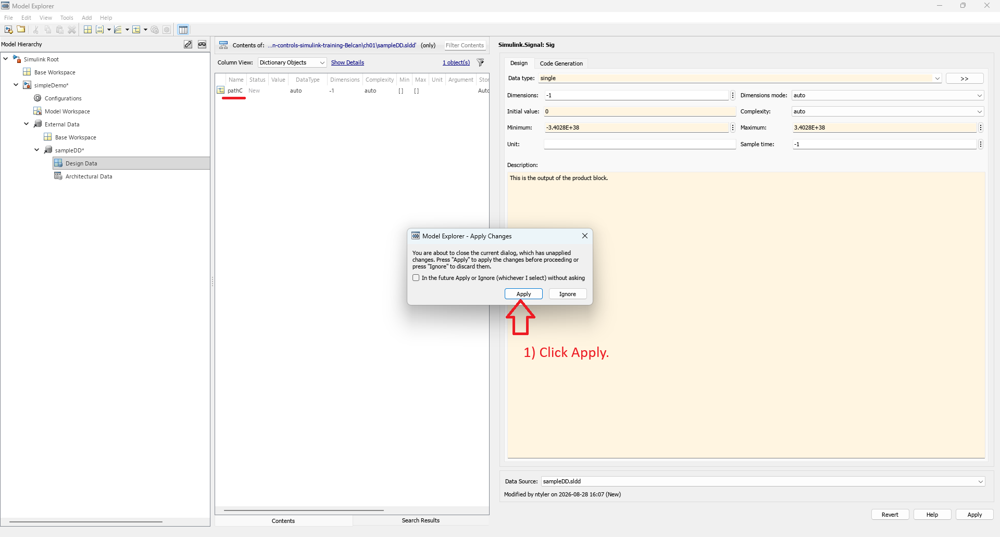 Model Explorer
File Edit View Tools Add Help
Model Hierarchy
Simulink Root
Base Workspace
simpleDemo*
Configurations
Model Workspace
External Data
Base Workspace
sampleDD*
Design Data
Architectural Data
Contents of: ...n-controls-simulink-training-Belcan\ch01\sampleDD.sldd' (only) Filter Contents
Column View: Dictionary Objects Show Details 1 object(s)
Name Status Value DataType Dimensions Complexity Min Max Unit Argument Stor
pathC New auto -1 auto [] [] Auto
Contents Search Results
Simulink.Signal: Sig
Design Code Generation
Data type: single >>
Dimensions: -1 Dimensions mode: auto
Initial value: 0 Complexity: auto
Minimum: -3.4028E+38 Maximum: 3.4028E+38
Unit: Sample time: -1
Description:
This is the output of the product block.
Model Explorer - Apply Changes
You are about to close the current dialog, which has unapplied
changes. Press "Apply" to apply the changes before proceeding or
press "Ignore" to discard them.
In the future Apply or Ignore (whichever I select) without asking
Apply Ignore
1) Click Apply.
Data Source: sampleDD.sldd
Modified by ntyler on 2026-08-28 16:07 (New)
Revert Help Apply